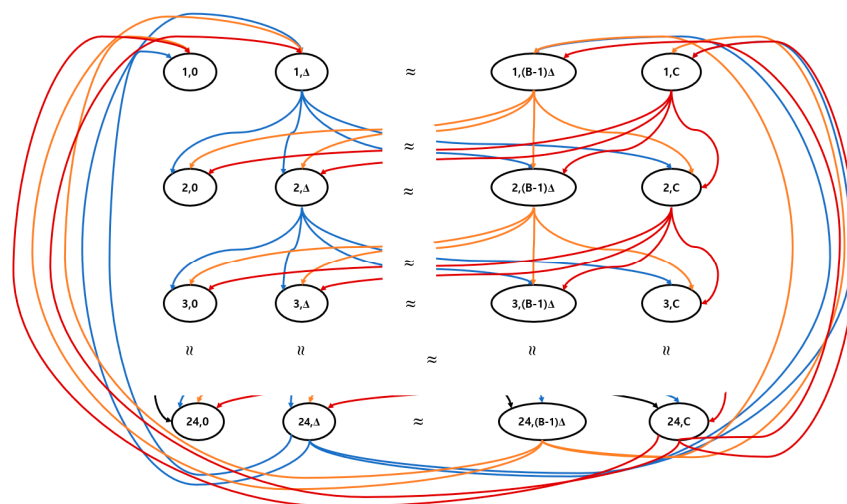 1,0 1,Δ ≈ 1,(B-1)Δ 1,C
≈
2,0 2,Δ ≈ 2,(B-1)Δ 2,C
≈
3,0 3,Δ ≈ 3,(B-1)Δ 3,C
≈ ≈ ≈ ≈ ≈
24,0 24,Δ ≈ 24,(B-1)Δ 24,C